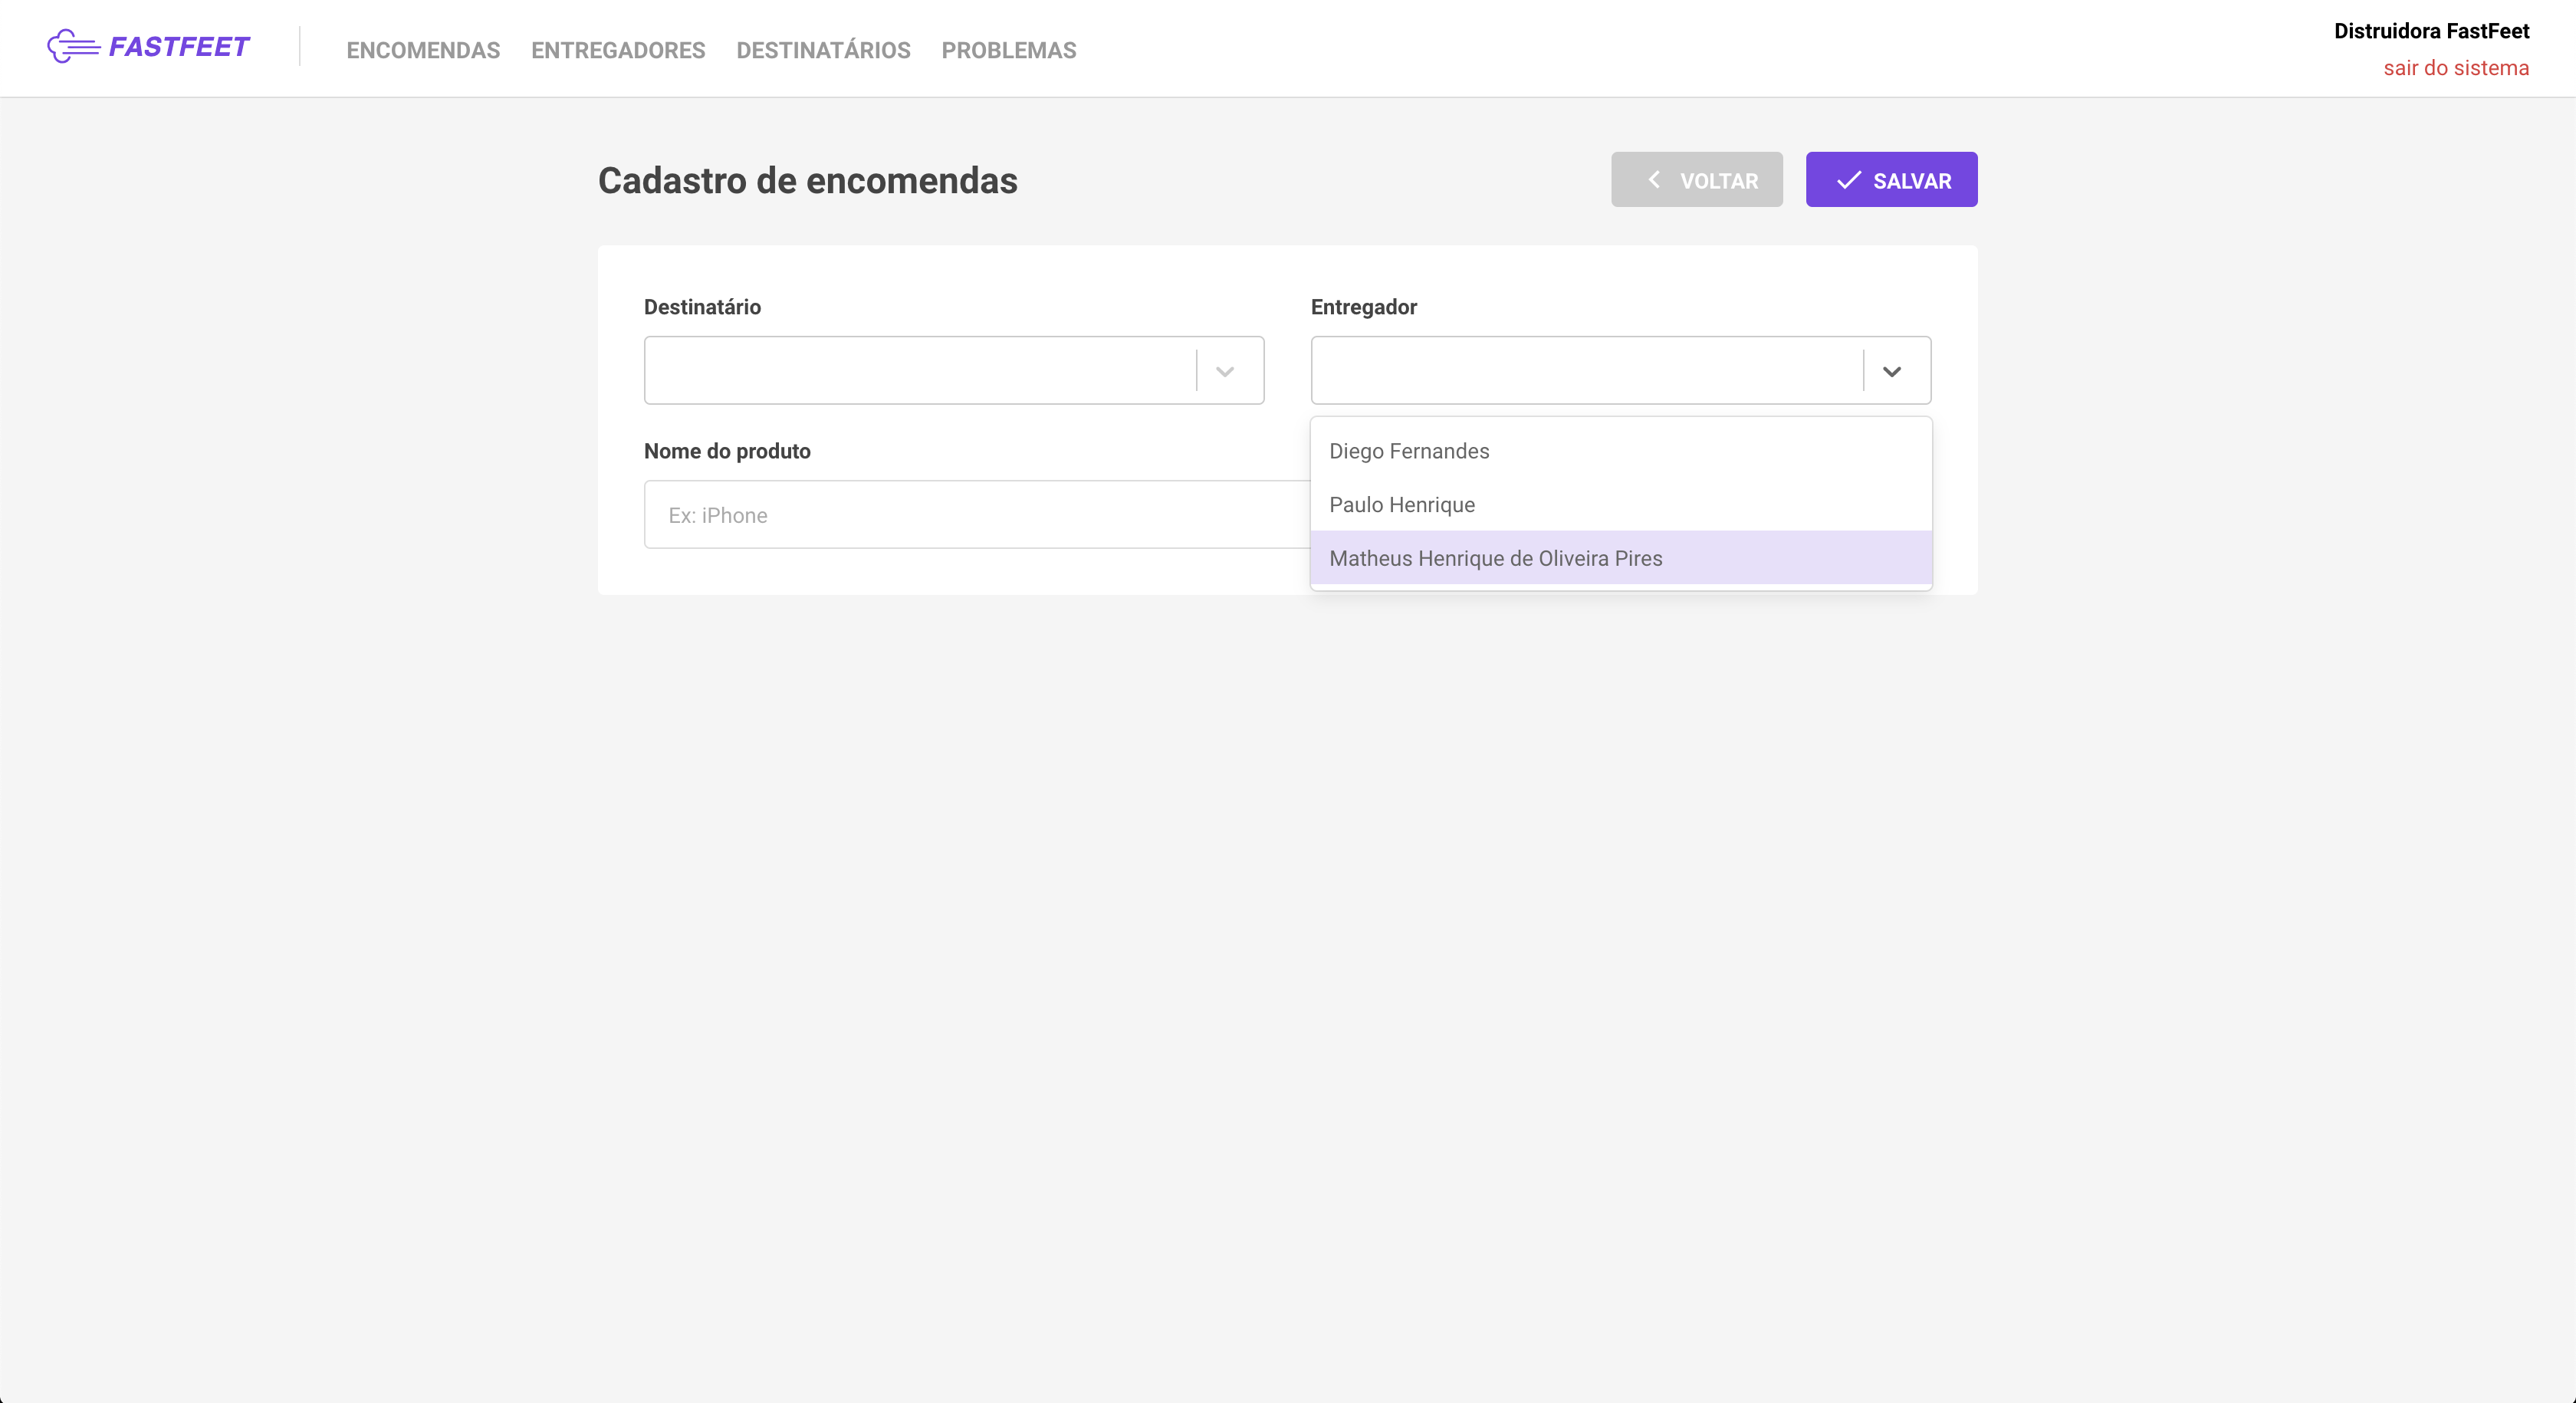 FASTFEET
ENCOMENDAS ENTREGADORES DESTINATÁRIOS PROBLEMAS
Distruidora FastFeet
sair do sistema
Cadastro de encomendas
VOLTAR
SALVAR
Destinatário
Entregador
Nome do produto
Ex: iPhone
Diego Fernandes
Paulo Henrique
Matheus Henrique de Oliveira Pires